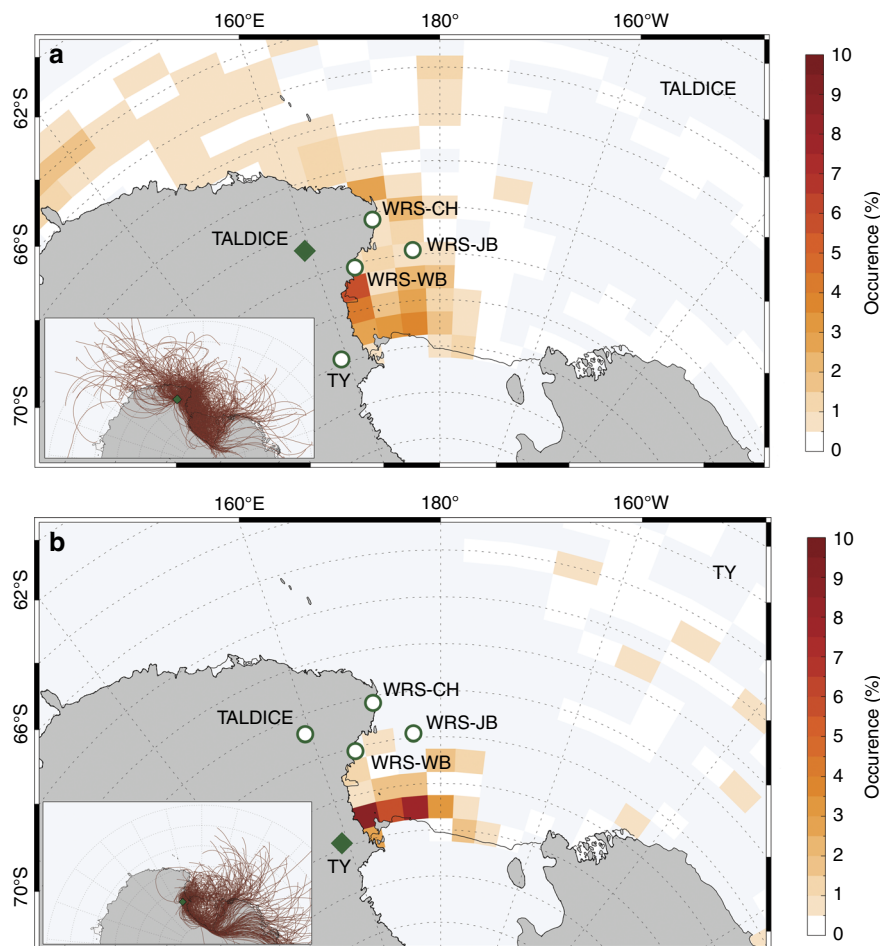 160°E
180°
160°W
a
TALDICE
62°S
WRS-CH
TALDICE
WRS-JB
66°S
WRS-WB
TY
70°S
10
9
8
7
6
5
4
3
2
1
0
Occurence (%)
160°E
180°
160°W
b
TY
62°S
WRS-CH
TALDICE
WRS-JB
66°S
WRS-WB
TY
70°S
10
9
8
7
6
5
4
3
2
1
0
Occurence (%)